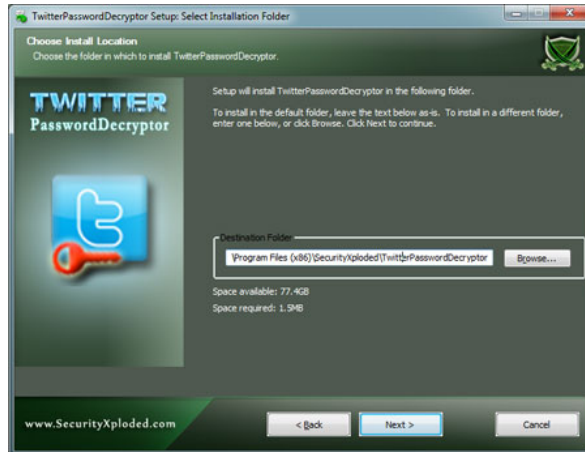 TwitterPasswordDecryptor Setup: Select Installation Folder
Choose Install Location
Choose the folder in which to install TwitterPasswordDecryptor.
TWITTER
PasswordDecryptor
Setup will install TwitterPasswordDecryptor in the following folder.
To install in the default folder, leave the text below as-is. To install in a different folder,
enter one below, or click Browse. Click Next to continue.
Destination Folder
\Program Files (x86)\SecurityXploded\TwitterPasswordDecryptor
Browse...
Space available: 77.4GB
Space required: 1.5MB
www.SecurityXploded.com
< Back
Next >
Cancel